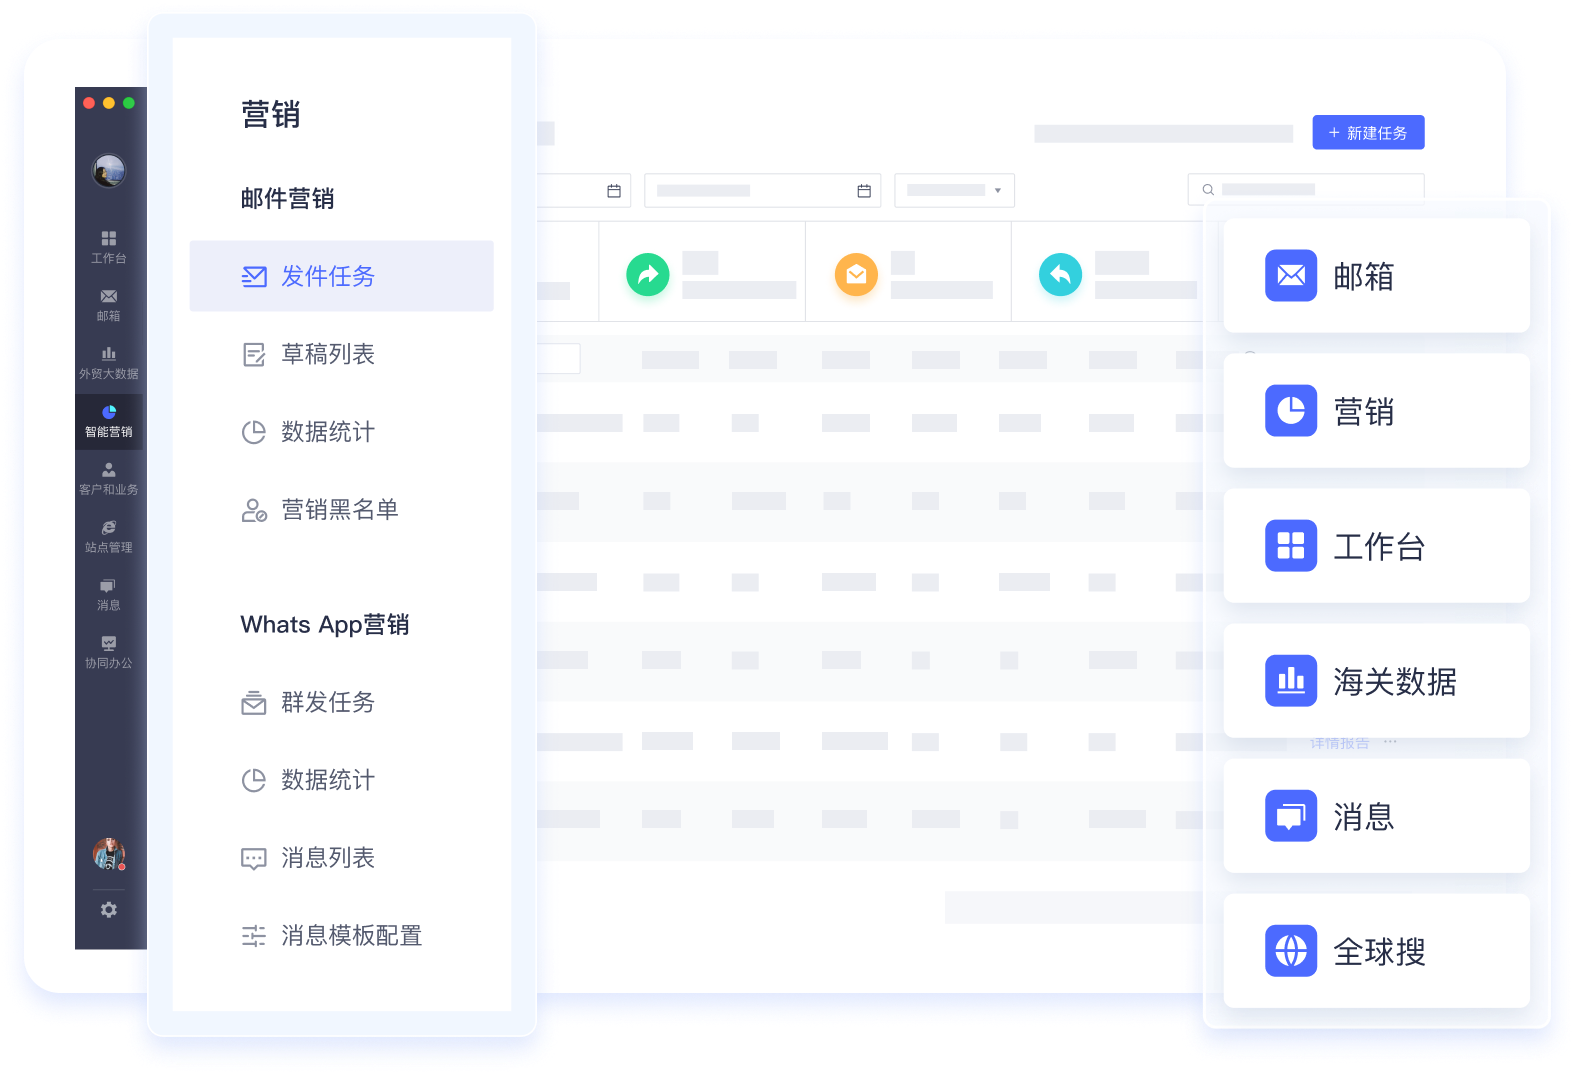 工作台
邮箱
外贸大数据
智能营销
客户和业务
站点管理
消息
协同办公
营销
邮件营销
发件任务
草稿列表
数据统计
营销黑名单
Whats App营销
群发任务
数据统计
消息列表
消息模板配置
+ 新建任务
详情报告 ···
邮箱
营销
工作台
海关数据
消息
全球搜